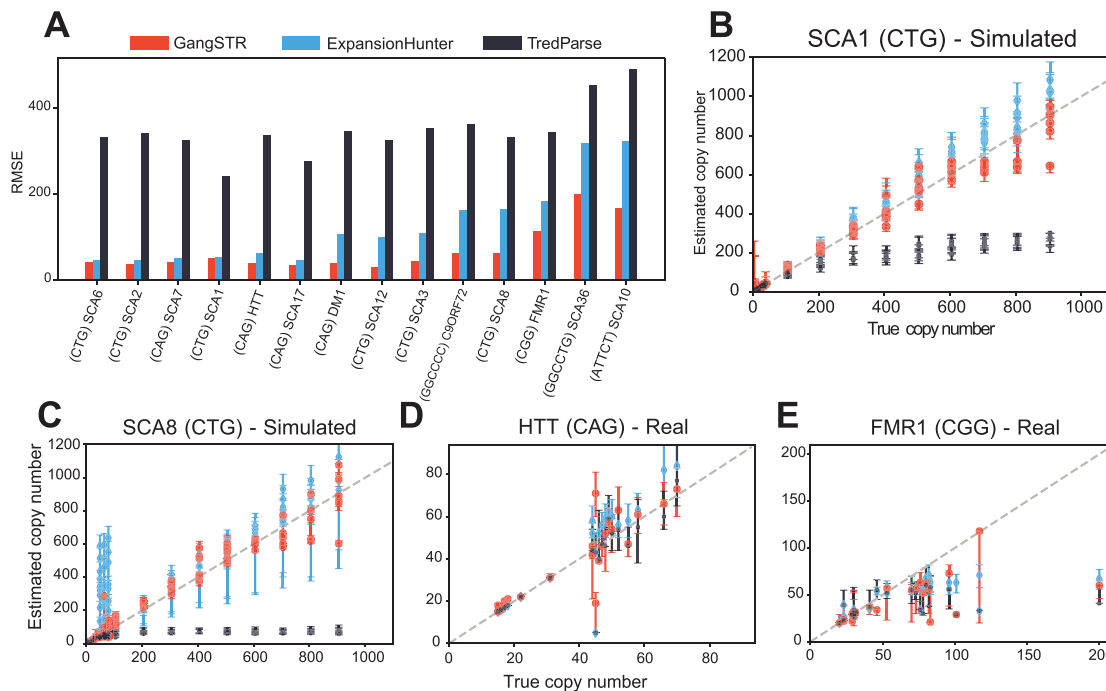 A
GangSTR ExpansionHunter TredParse
RMSE
400
200
0
(CTG) SCA6
(CTG) SCA2
(CAG) SCA7
(CTG) SCA1
(CAG) HTT
(CAG) SCA17
(CAG) DM1
(CTG) SCA12
(CTG) SCA3
(GGCCCC) C9ORF72
(CTG) SCA8
(CGG) FMR1
(GGCCTG) SCA36
(ATTCT) SCA10
B
SCA1 (CTG) - Simulated
Estimated copy number
1200
1000
800
600
400
200
0
0 200 400 600 800 1000
True copy number
C
SCA8 (CTG) - Simulated
Estimated copy number
1200
1000
800
600
400
200
0
0 200 400 600 800 1000
D
HTT (CAG) - Real
80
60
40
20
0
0 20 40 60 80
True copy number
E
FMR1 (CGG) - Real
200
150
100
50
0
0 50 100 150 200